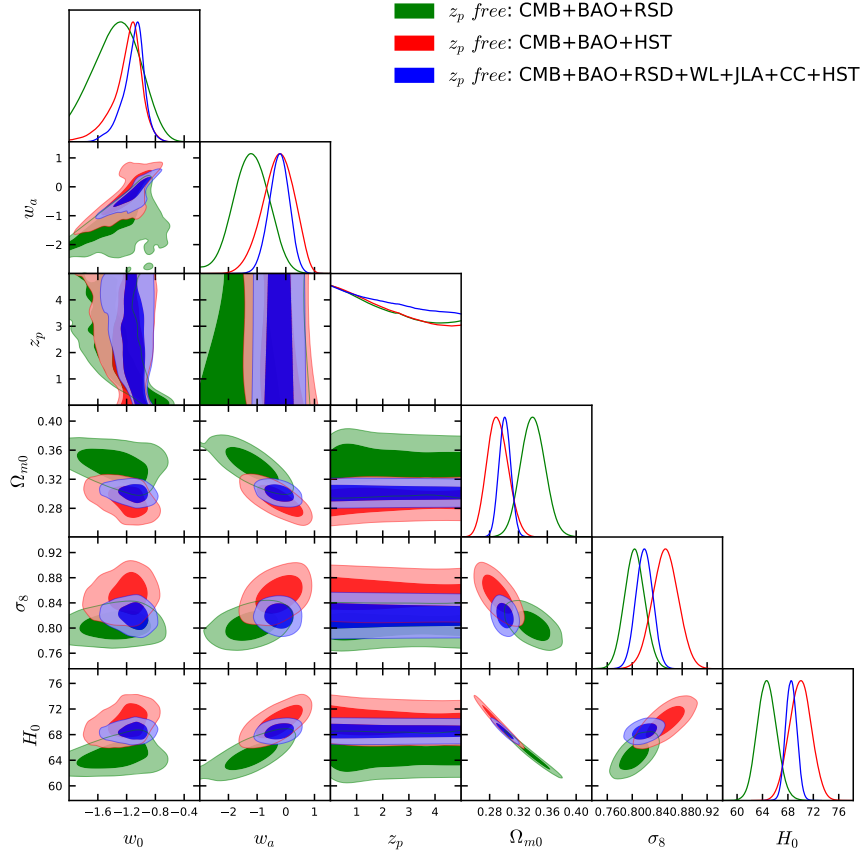 z_p free: CMB+BAO+RSD
z_p free: CMB+BAO+HST
z_p free: CMB+BAO+RSD+WL+JLA+CC+HST
w_a
1
0
−1
−2
z_p
4
3
2
1
Ω_{m0}
0.40
0.36
0.32
0.28
σ_8
0.92
0.88
0.84
0.80
0.76
H_0
76
72
68
64
60
−1.6 −1.2 −0.8 −0.4
−2 −1 0 1
1 2 3 4
0.28 0.32 0.36 0.40
0.76 0.80 0.84 0.88 0.92
60 64 68 72 76
w_0 w_a z_p Ω_{m0} σ_8 H_0